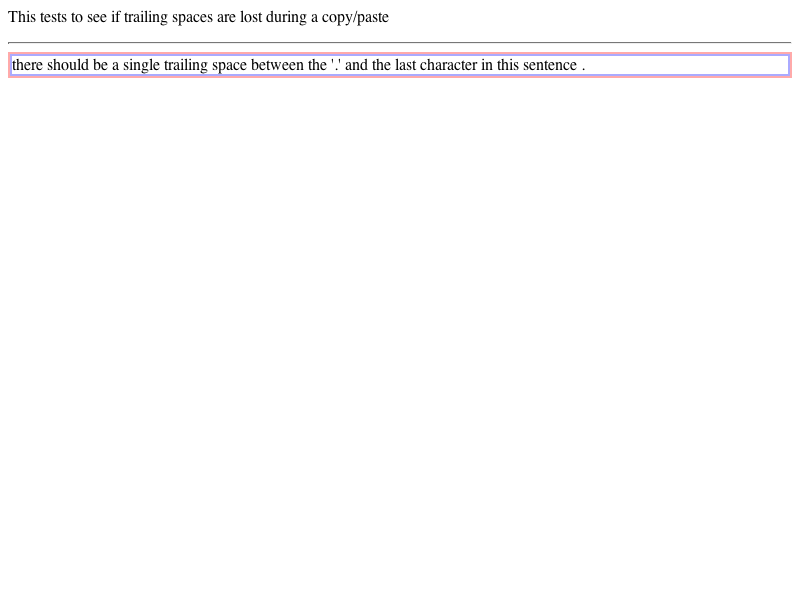 This tests to see if trailing spaces are lost during a copy/paste
there should be a single trailing space between the '.' and the last character in this sentence .